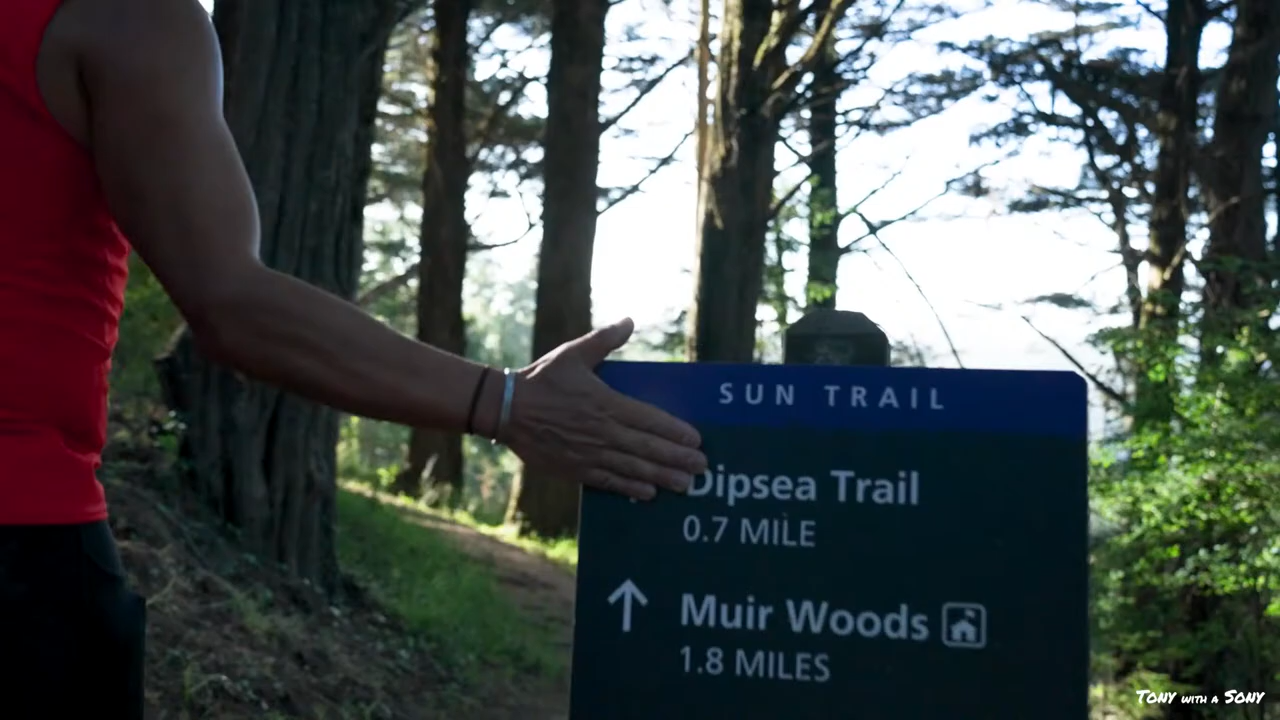 SUN TRAIL
Dipsea Trail
0.7 MILE
Muir Woods
1.8 MILES
TONY WITH A SONY